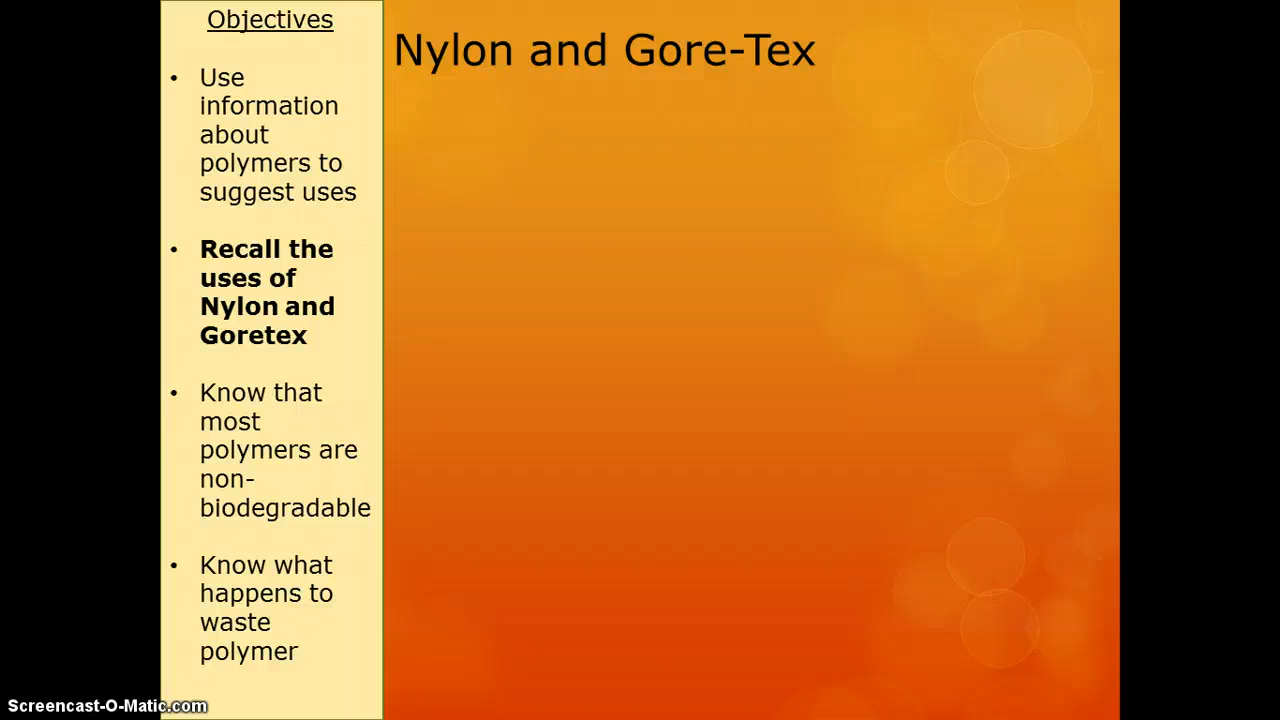 Objectives
• Use
information
about
polymers to
suggest uses
• Recall the
uses of
Nylon and
Goretex
• Know that
most
polymers are
non-
biodegradable
• Know what
happens to
waste
polymer
Nylon and Gore-Tex
Screencast-O-Matic.com